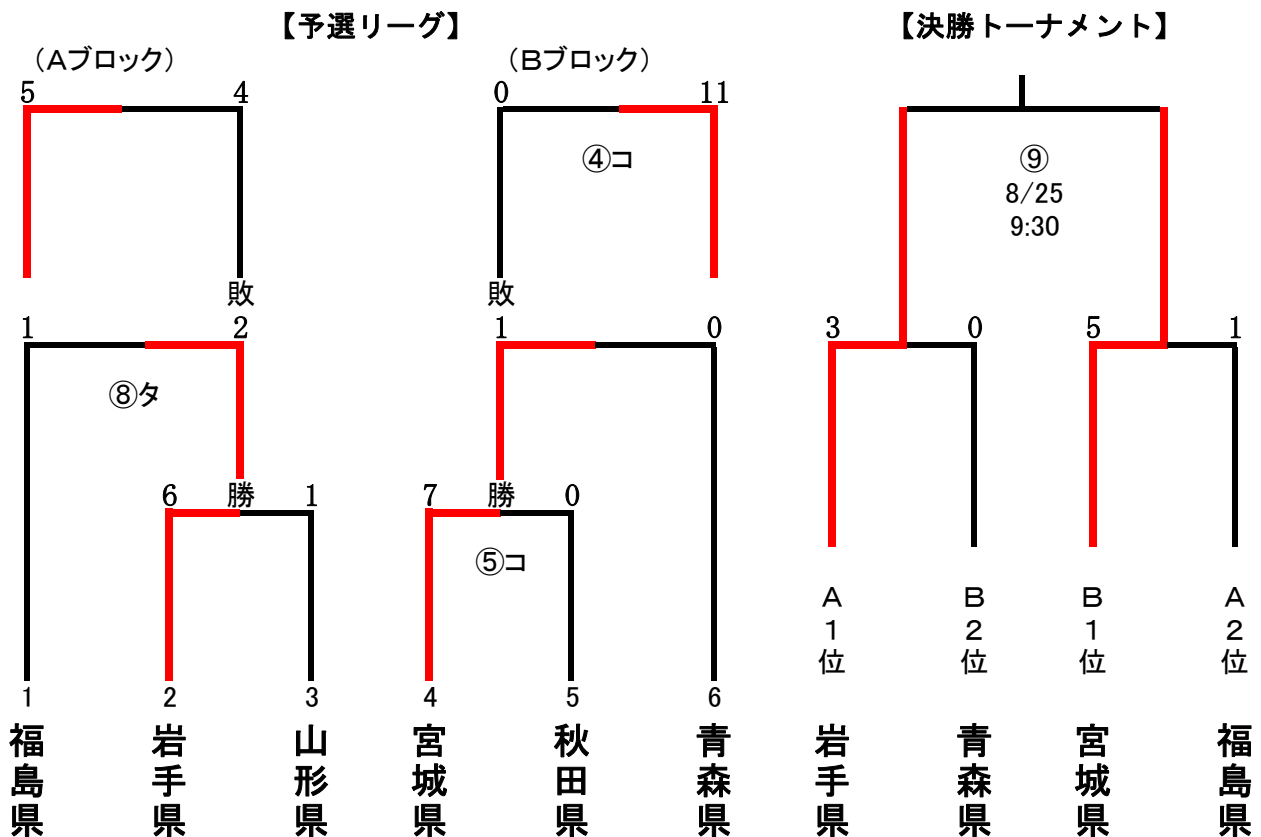 【予選リーグ】
【決勝トーナメント】
（Aブロック）
（Bブロック）
5 4 0 11
④コ
⑨
8/25
9:30
敗 敗
1 2 1 0 3 0 5 1
⑧タ
6 勝 1 7 勝 0
⑤コ
A1位 B2位 B1位 A2位
1 2 3 4 5 6
福島県 岩手県 山形県 宮城県 秋田県 青森県 岩手県 青森県 宮城県 福島県